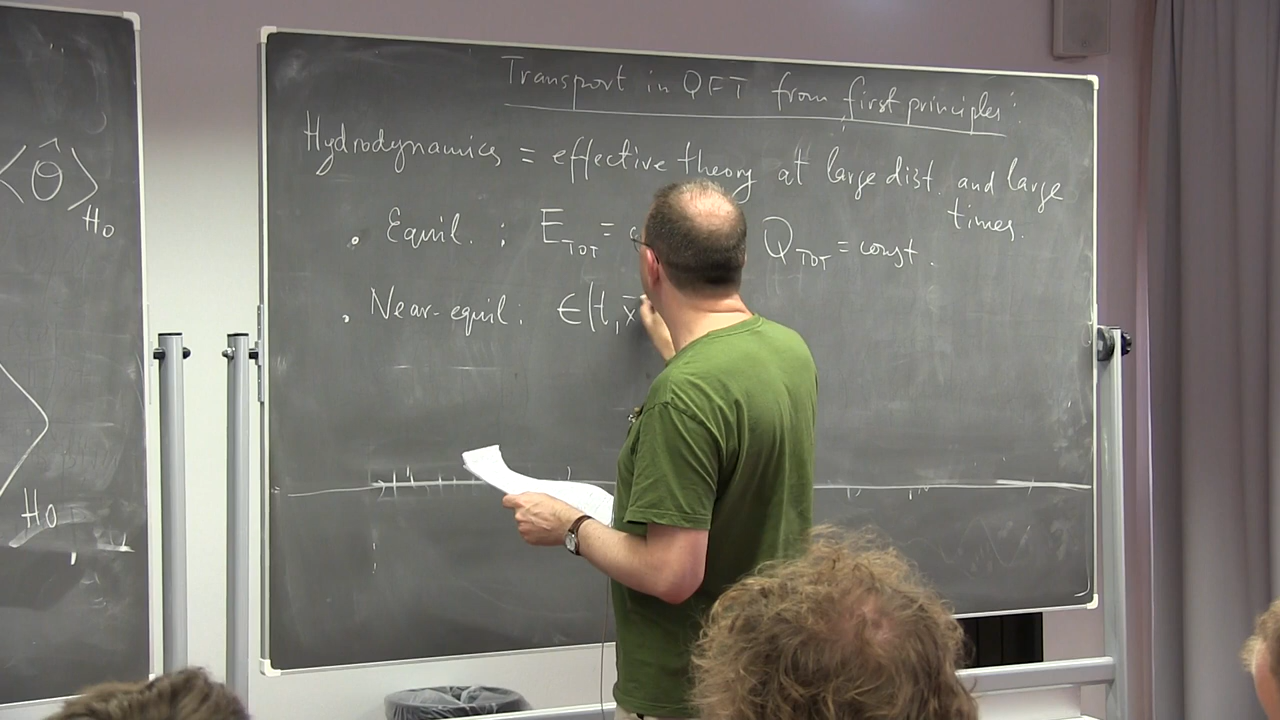 ⟨Ô⟩
H0
H0
Transport in QFT from first principles:
Hydrodynamics = effective theory at large dist. and large
times.
• Equil. : E_TOT = Q_TOT = const.
• Near-equil: ϵ(t, x